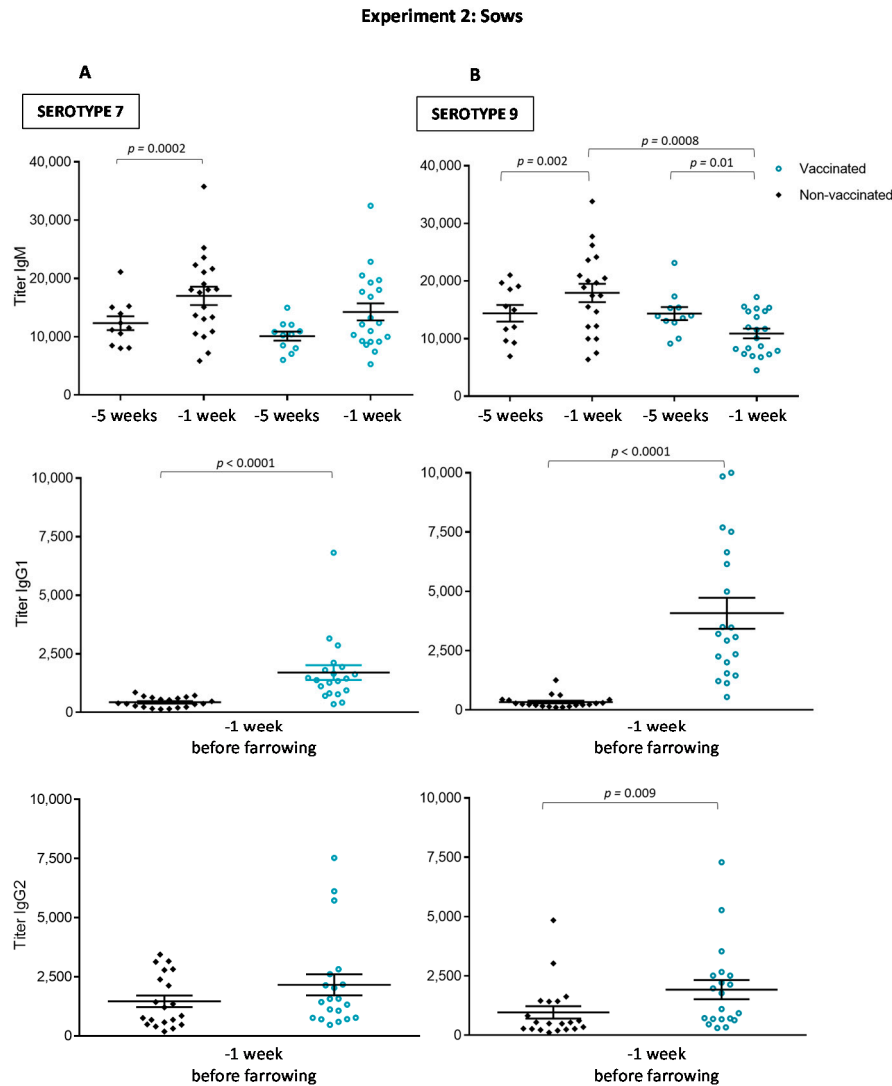 Experiment 2: Sows
A
SEROTYPE 7
p = 0.0002
40,000
30,000
20,000
10,000
0
Titer IgM
-5 weeks -1 week -5 weeks -1 week
B
SEROTYPE 9
p = 0.0008
p = 0.002
p = 0.01
40,000
30,000
20,000
10,000
0
-5 weeks -1 week -5 weeks -1 week
Vaccinated
Non-vaccinated
p < 0.0001
10,000
7,500
5,000
2,500
0
Titer IgG1
-1 week
before farrowing
p < 0.0001
10,000
7,500
5,000
2,500
0
-1 week
before farrowing
10,000
7,500
5,000
2,500
0
Titer IgG2
-1 week
before farrowing
p = 0.009
10,000
7,500
5,000
2,500
0
-1 week
before farrowing